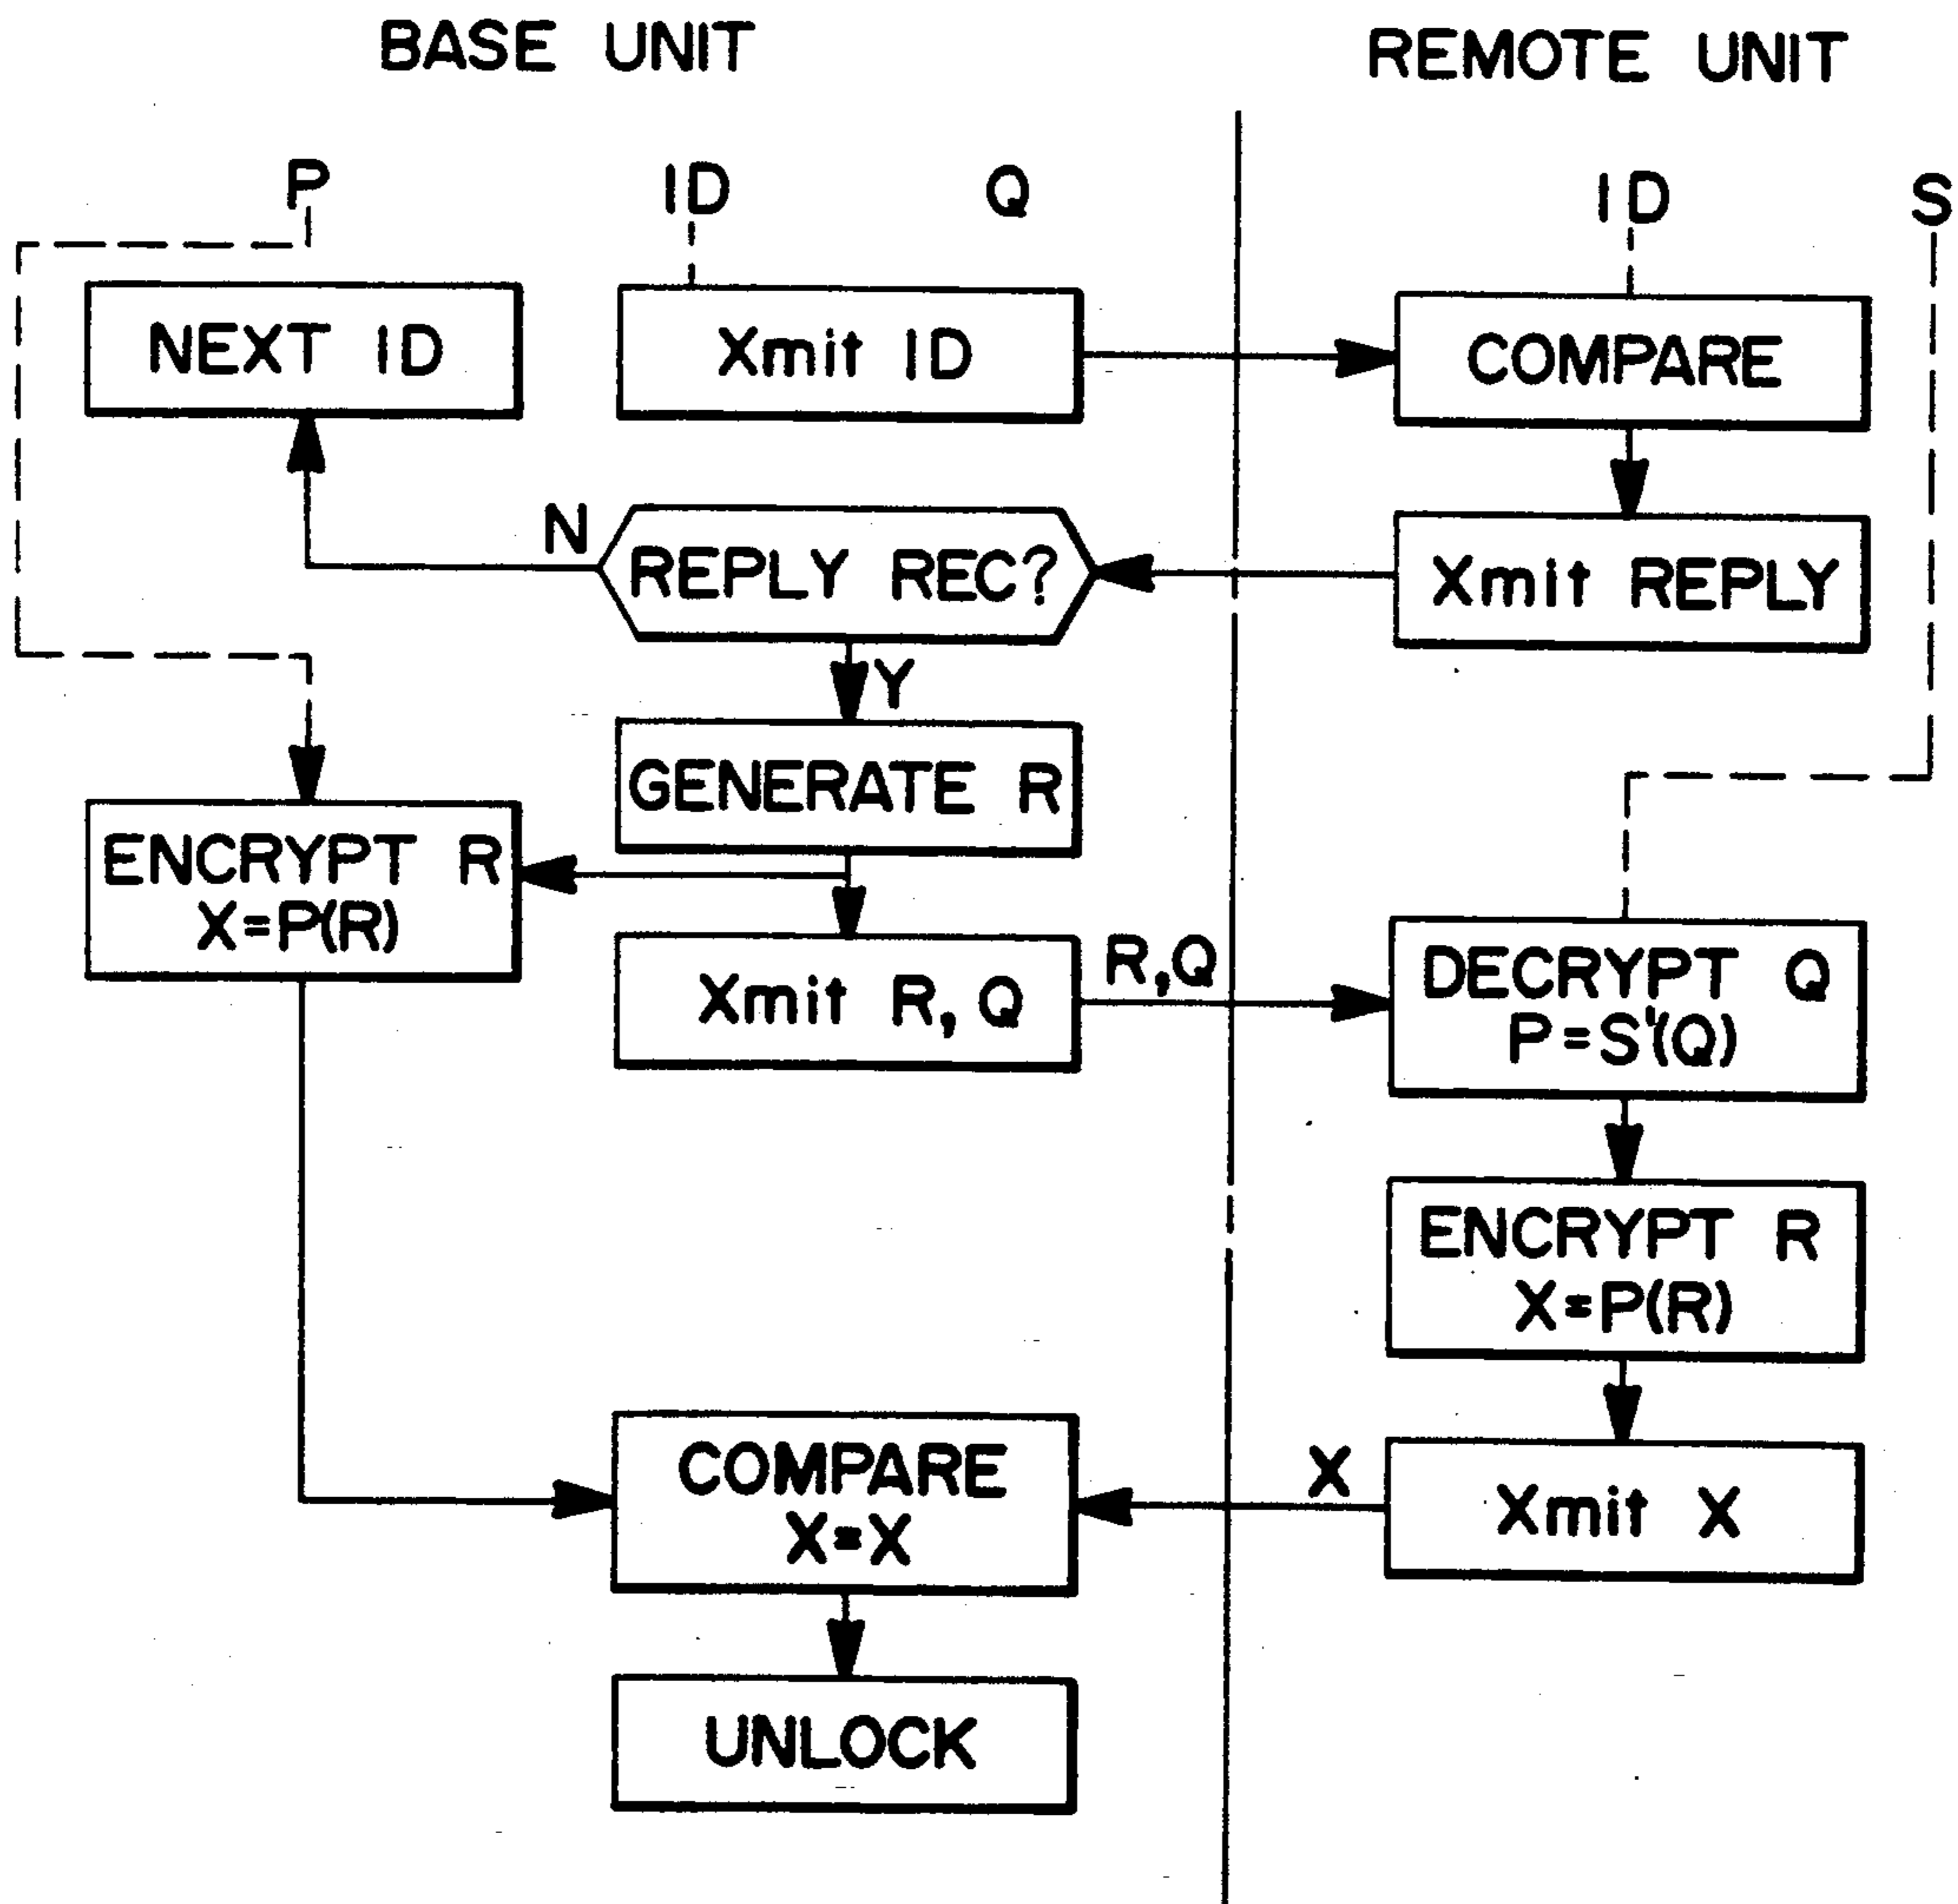 BASE UNIT
REMOTE UNIT
P
ID
Q
ID
S
NEXT ID
Xmit ID
COMPARE
N
REPLY REC?
Xmit REPLY
Y
GENERATE R
ENCRYPT R
X=P(R)
Xmit R, Q
R,Q
DECRYPT Q
P=S'(Q)
ENCRYPT R
X=P(R)
COMPARE
X=X
X
Xmit X
UNLOCK